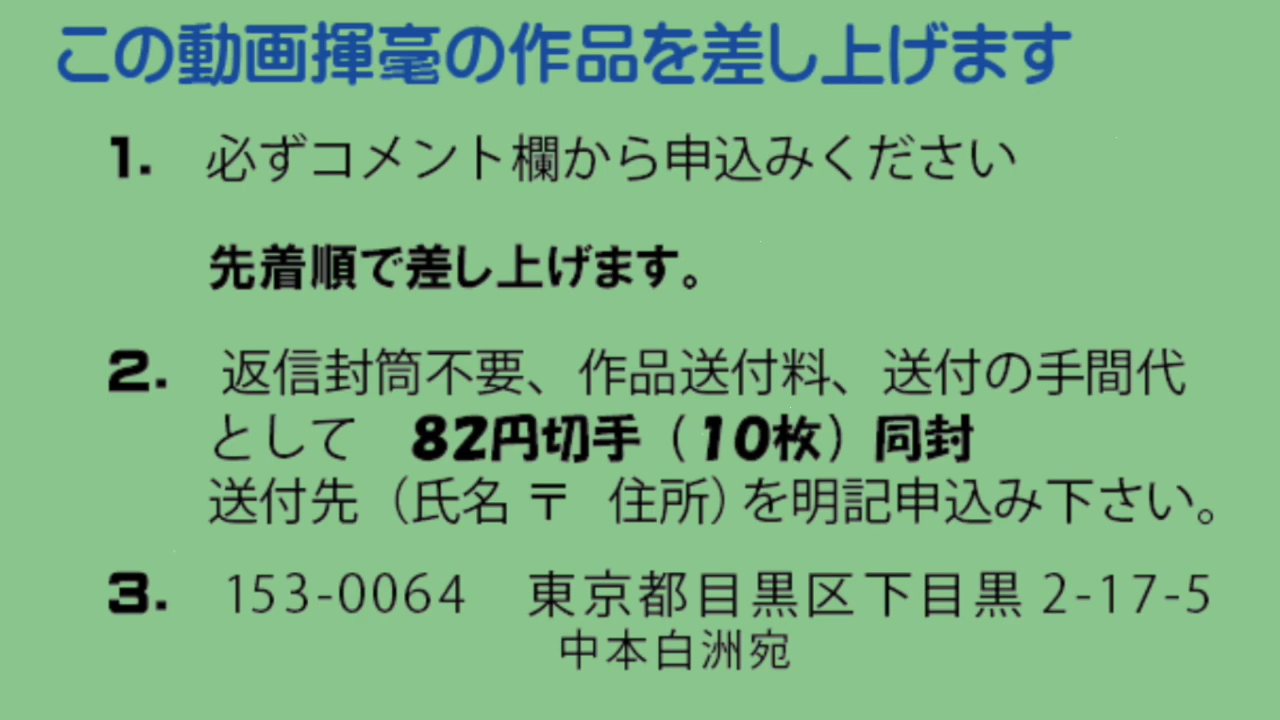 この動画揮毫の作品を差し上げます
1. 必ずコメント欄から申込みください
先着順で差し上げます。
2. 返信封筒不要、作品送付料、送付の手間代
として 82円切手（10枚）同封
送付先（氏名 〒 住所）を明記申込み下さい。
3. 153-0064 東京都目黒区下目黒 2-17-5
中本白洲宛